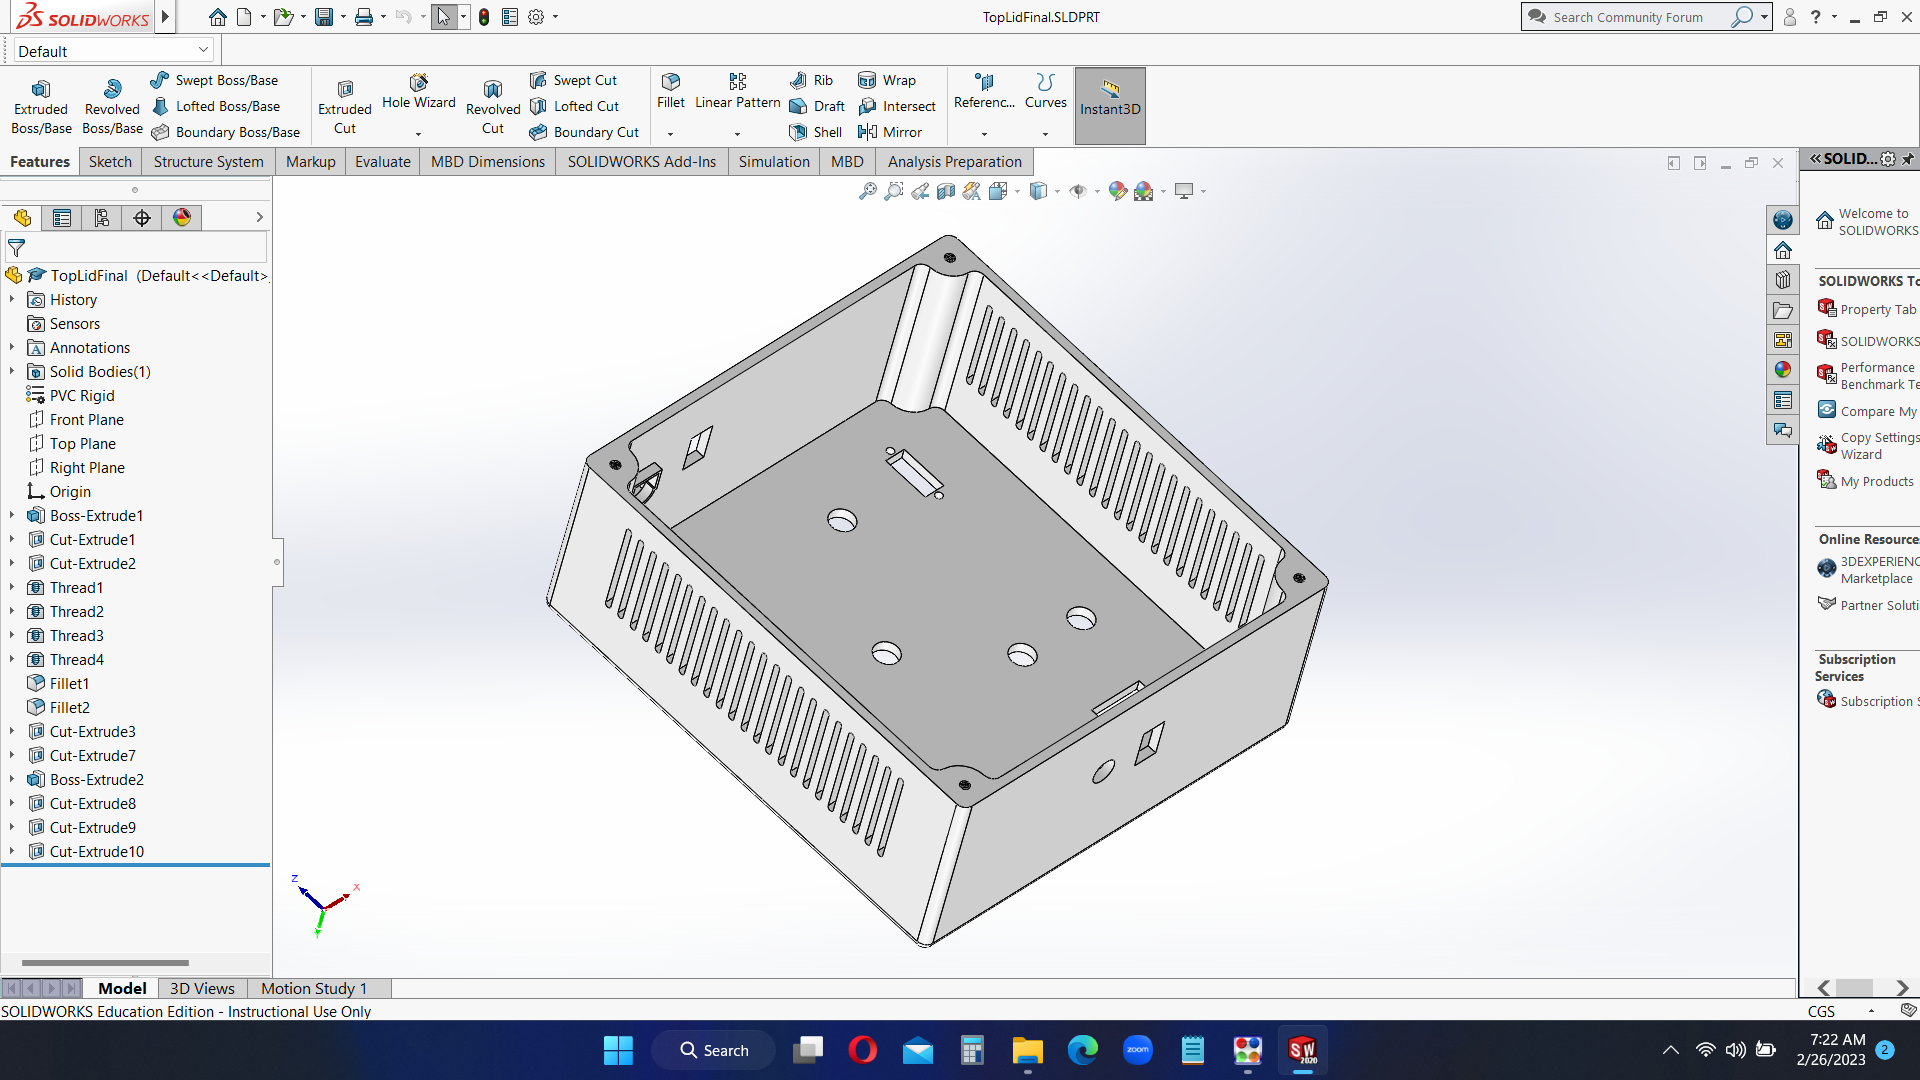 SOLIDWORKS
TopLidFinal.SLDPRT
Search Community Forum
?
Default
Extruded Boss/Base
Revolved Boss/Base
Swept Boss/Base
Lofted Boss/Base
Boundary Boss/Base
Extruded Cut
Hole Wizard
Revolved Cut
Swept Cut
Lofted Cut
Boundary Cut
Fillet
Linear Pattern
Rib
Draft
Shell
Wrap
Intersect
Mirror
Referenc...
Curves
Instant3D
Features
Sketch
Structure System
Markup
Evaluate
MBD Dimensions
SOLIDWORKS Add-Ins
Simulation
MBD
Analysis Preparation
TopLidFinal (Default<<Default>
History
Sensors
Annotations
Solid Bodies(1)
PVC Rigid
Front Plane
Top Plane
Right Plane
Origin
Boss-Extrude1
Cut-Extrude1
Cut-Extrude2
Thread1
Thread2
Thread3
Thread4
Fillet1
Fillet2
Cut-Extrude3
Cut-Extrude7
Boss-Extrude2
Cut-Extrude8
Cut-Extrude9
Cut-Extrude10
Z
X
SOLID...
Welcome to
SOLIDWORKS
SOLIDWORKS To
Property Tab
SOLIDWORKS
Performance
Benchmark Te
Compare My
Copy Settings
Wizard
My Products
Online Resource
3DEXPERIENC
Marketplace
Partner Soluti
Subscription
Services
Subscription S
Model
3D Views
Motion Study 1
SOLIDWORKS Education Edition - Instructional Use Only
CGS
Search
zoom
SW
2020
7:22 AM
2/26/2023
2